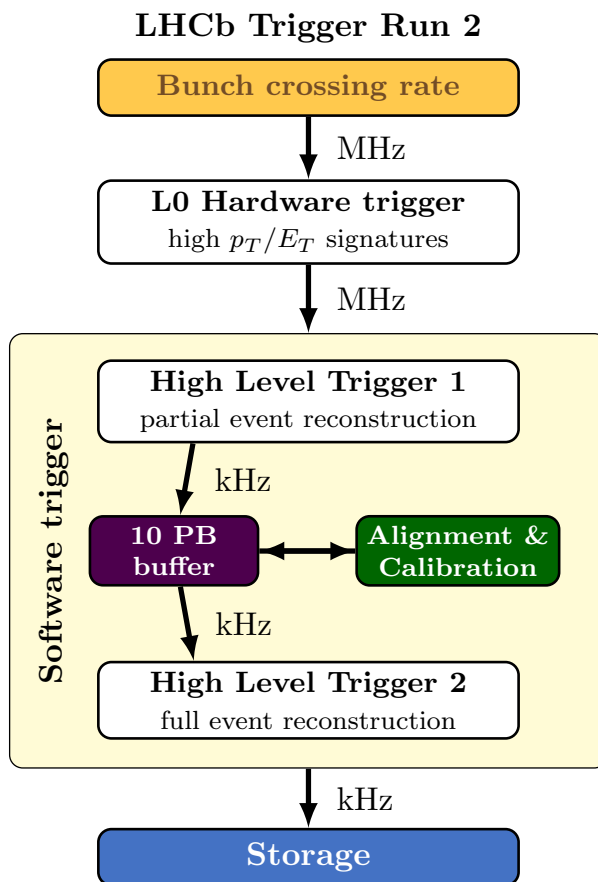 LHCb Trigger Run 2
Bunch crossing rate
MHz
L0 Hardware trigger
high p_T/E_T signatures
MHz
Software trigger
High Level Trigger 1
partial event reconstruction
kHz
10 PB
buffer
Alignment &
Calibration
kHz
High Level Trigger 2
full event reconstruction
kHz
Storage